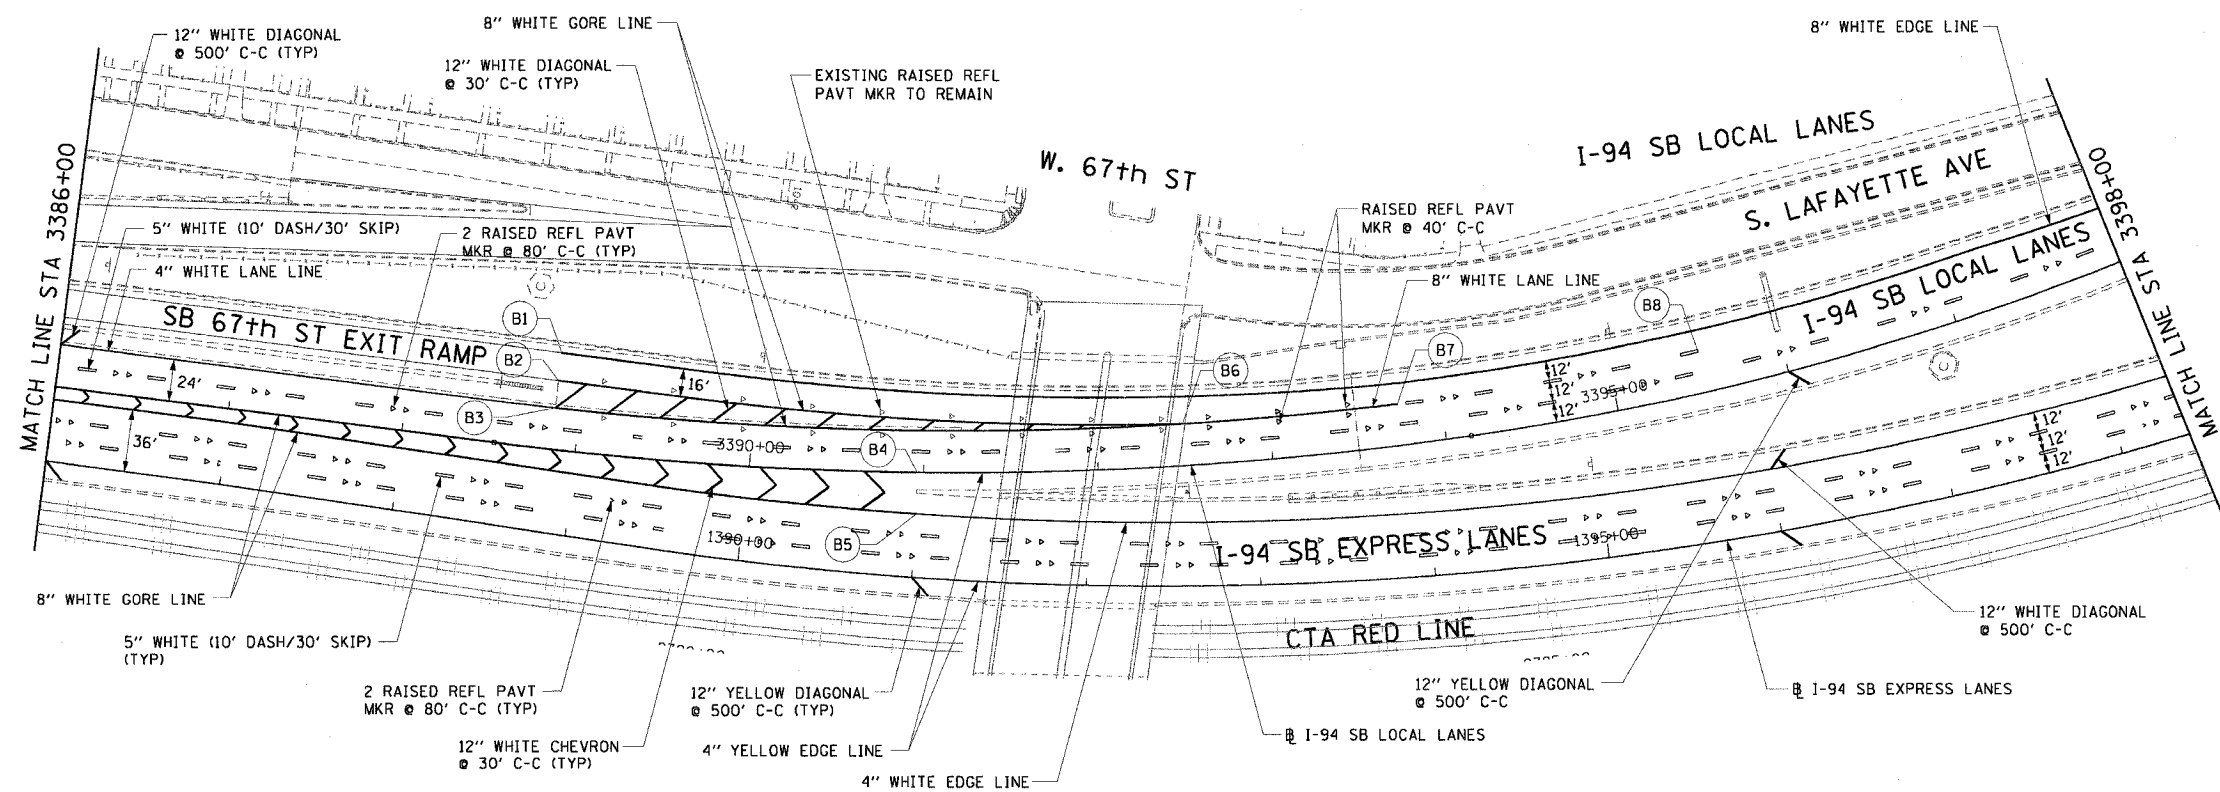 8" WHITE GORE LINE
8" WHITE EDGE LINE
12" WHITE DIAGONAL
@ 500' C-C (TYP)
12" WHITE DIAGONAL
@ 30' C-C (TYP)
EXISTING RAISED REFL
PAVT MKR TO REMAIN
I-94 SB LOCAL LANES
W. 67th ST
S. LAFAYETTE AVE
MATCH LINE STA 3386+00
MATCH LINE STA 3398+00
5" WHITE (10' DASH/30' SKIP)
2 RAISED REFL PAVT
MKR @ 80' C-C (TYP)
RAISED REFL PAVT
MKR @ 40' C-C
4" WHITE LANE LINE
8" WHITE LANE LINE
SB 67th ST EXIT RAMP
I-94 SB LOCAL LANES
B1
B2
B3
B4
B5
B6
B7
B8
24'
16'
36'
12'
12'
12'
3390+00
3395+00
12'
12'
12'
1390+00
1395+00
I-94 SB EXPRESS LANES
CTA RED LINE
8" WHITE GORE LINE
5" WHITE (10' DASH/30' SKIP)
(TYP)
2 RAISED REFL PAVT
MKR @ 80' C-C (TYP)
12" WHITE CHEVRON
@ 30' C-C (TYP)
12" YELLOW DIAGONAL
@ 500' C-C (TYP)
4" YELLOW EDGE LINE
4" WHITE EDGE LINE
℄ I-94 SB LOCAL LANES
12" YELLOW DIAGONAL
@ 500' C-C
℄ I-94 SB EXPRESS LANES
12" WHITE DIAGONAL
@ 500' C-C